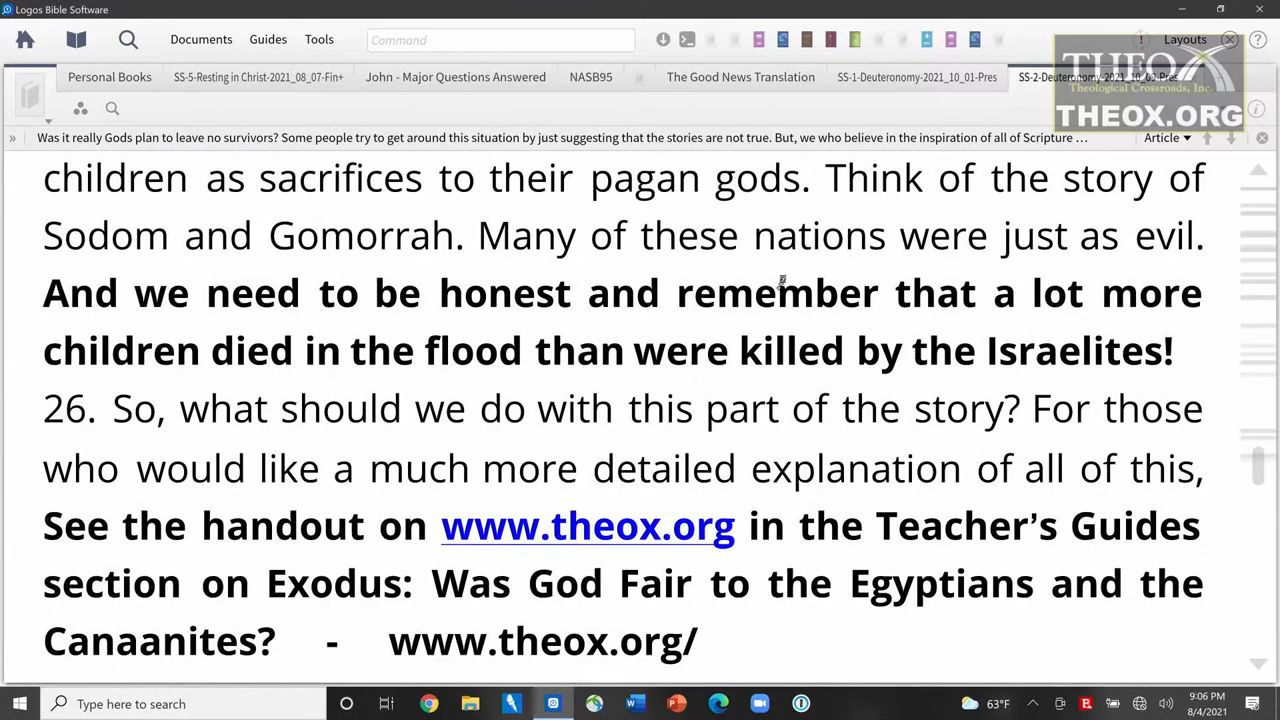 Logos Bible Software
Documents Guides Tools Command Layouts
Personal Books SS-5-Resting in Christ-2021_08_07-Fin+ John - Major Questions Answered NASB95 The Good News Translation SS-1-Deuteronomy-2021_10_01-Pres SS-2-Deuteronomy-2021_10_
THEOX
Theological Crossroads, Inc.
THEOX.ORG
Was it really Gods plan to leave no survivors? Some people try to get around this situation by just suggesting that the stories are not true. But, we who believe in the inspiration of all of Scripture ... Article
children as sacrifices to their pagan gods. Think of the story of
Sodom and Gomorrah. Many of these nations were just as evil.
And we need to be honest and remember that a lot more
children died in the flood than were killed by the Israelites!
26. So, what should we do with this part of the story? For those
who would like a much more detailed explanation of all of this,
See the handout on www.theox.org in the Teacher’s Guides
section on Exodus: Was God Fair to the Egyptians and the
Canaanites? - www.theox.org/
Type here to search 63°F 9:06 PM
8/4/2021